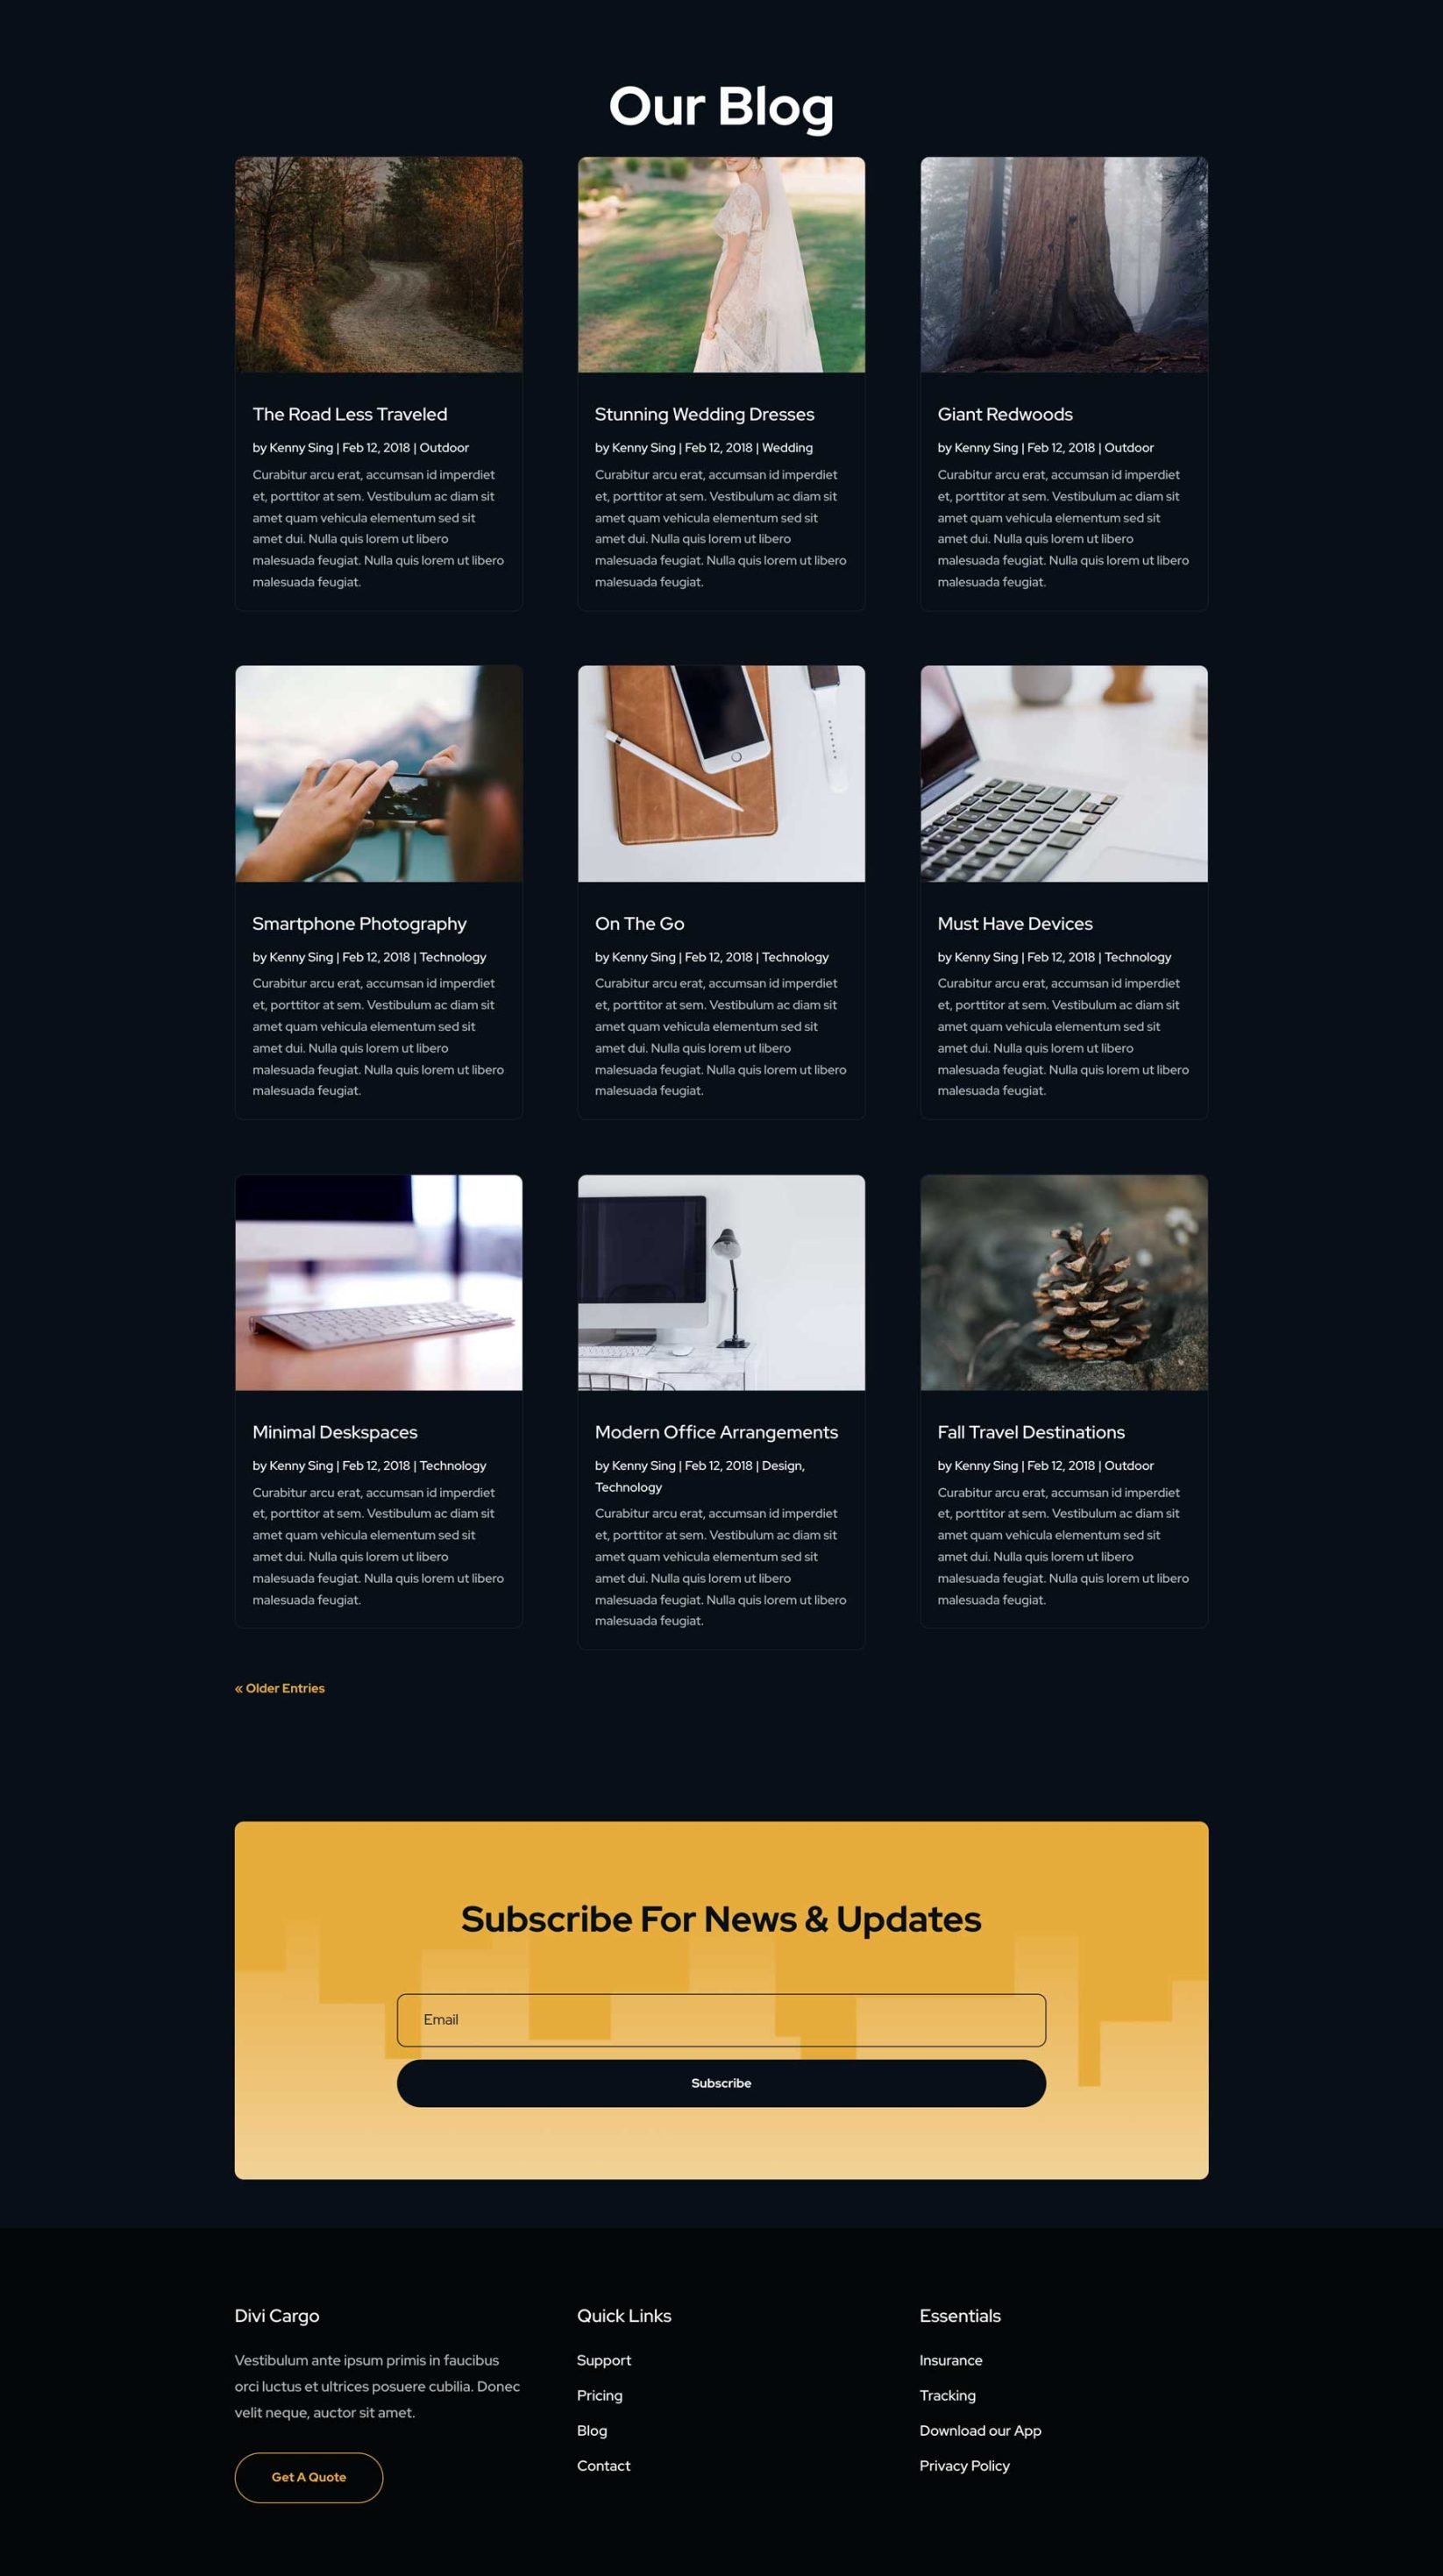 Our Blog
The Road Less Traveled
by Kenny Sing | Feb 12, 2018 | Outdoor
Curabitur arcu erat, accumsan id imperdiet
et, porttitor at sem. Vestibulum ac diam sit
amet quam vehicula elementum sed sit
amet dui. Nulla quis lorem ut libero
malesuada feugiat. Nulla quis lorem ut libero
malesuada feugiat.
Stunning Wedding Dresses
by Kenny Sing | Feb 12, 2018 | Wedding
Curabitur arcu erat, accumsan id imperdiet
et, porttitor at sem. Vestibulum ac diam sit
amet quam vehicula elementum sed sit
amet dui. Nulla quis lorem ut libero
malesuada feugiat. Nulla quis lorem ut libero
malesuada feugiat.
Giant Redwoods
by Kenny Sing | Feb 12, 2018 | Outdoor
Curabitur arcu erat, accumsan id imperdiet
et, porttitor at sem. Vestibulum ac diam sit
amet quam vehicula elementum sed sit
amet dui. Nulla quis lorem ut libero
malesuada feugiat. Nulla quis lorem ut libero
malesuada feugiat.
Smartphone Photography
by Kenny Sing | Feb 12, 2018 | Technology
Curabitur arcu erat, accumsan id imperdiet
et, porttitor at sem. Vestibulum ac diam sit
amet quam vehicula elementum sed sit
amet dui. Nulla quis lorem ut libero
malesuada feugiat. Nulla quis lorem ut libero
malesuada feugiat.
On The Go
by Kenny Sing | Feb 12, 2018 | Technology
Curabitur arcu erat, accumsan id imperdiet
et, porttitor at sem. Vestibulum ac diam sit
amet quam vehicula elementum sed sit
amet dui. Nulla quis lorem ut libero
malesuada feugiat. Nulla quis lorem ut libero
malesuada feugiat.
Must Have Devices
by Kenny Sing | Feb 12, 2018 | Technology
Curabitur arcu erat, accumsan id imperdiet
et, porttitor at sem. Vestibulum ac diam sit
amet quam vehicula elementum sed sit
amet dui. Nulla quis lorem ut libero
malesuada feugiat. Nulla quis lorem ut libero
malesuada feugiat.
Minimal Deskspaces
by Kenny Sing | Feb 12, 2018 | Technology
Curabitur arcu erat, accumsan id imperdiet
et, porttitor at sem. Vestibulum ac diam sit
amet quam vehicula elementum sed sit
amet dui. Nulla quis lorem ut libero
malesuada feugiat. Nulla quis lorem ut libero
malesuada feugiat.
Modern Office Arrangements
by Kenny Sing | Feb 12, 2018 | Design,
Technology
Curabitur arcu erat, accumsan id imperdiet
et, porttitor at sem. Vestibulum ac diam sit
amet quam vehicula elementum sed sit
amet dui. Nulla quis lorem ut libero
malesuada feugiat. Nulla quis lorem ut libero
malesuada feugiat.
Fall Travel Destinations
by Kenny Sing | Feb 12, 2018 | Outdoor
Curabitur arcu erat, accumsan id imperdiet
et, porttitor at sem. Vestibulum ac diam sit
amet quam vehicula elementum sed sit
amet dui. Nulla quis lorem ut libero
malesuada feugiat. Nulla quis lorem ut libero
malesuada feugiat.
« Older Entries
Subscribe For News & Updates
Email
Subscribe
Divi Cargo
Vestibulum ante ipsum primis in faucibus
orci luctus et ultrices posuere cubilia. Donec
velit neque, auctor sit amet.
Get A Quote
Quick Links
Support
Pricing
Blog
Contact
Essentials
Insurance
Tracking
Download our App
Privacy Policy